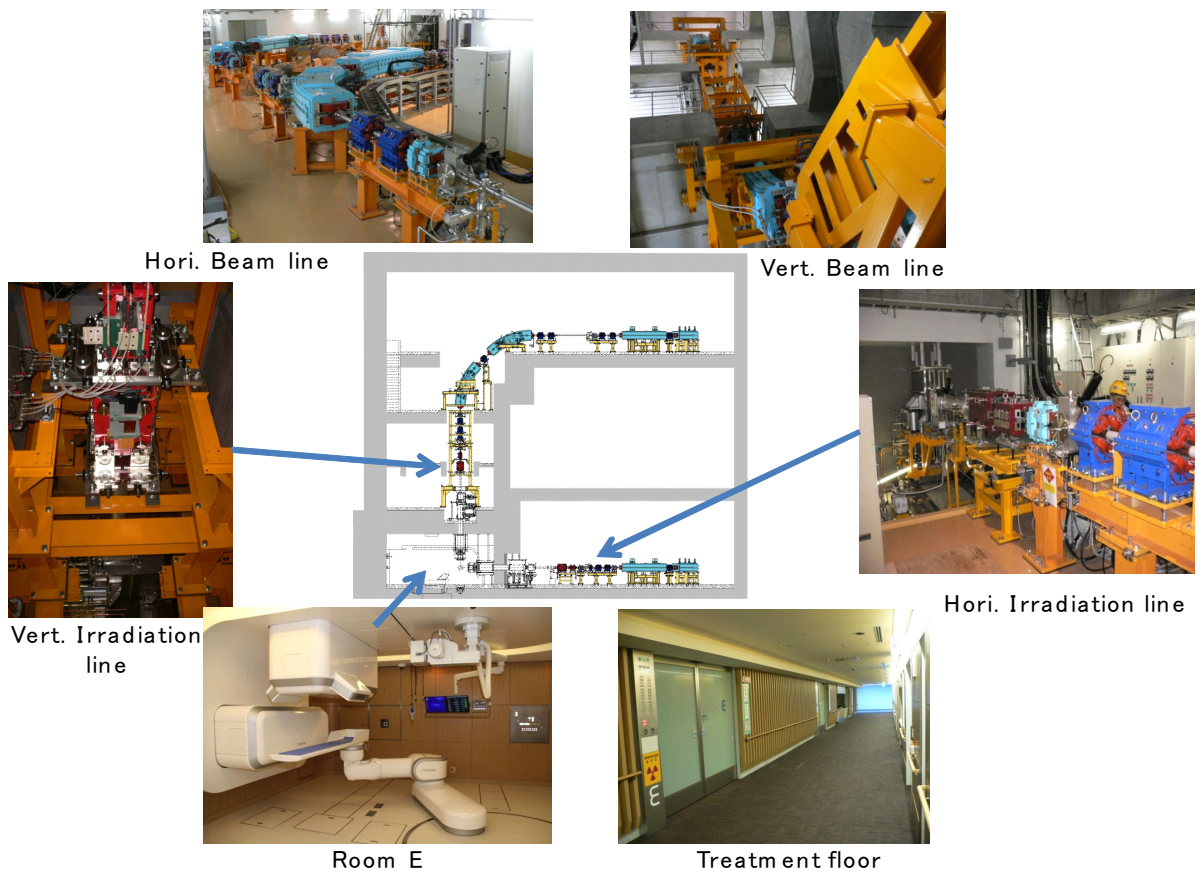 Hori. Beam line
Vert. Beam line
Vert. Irradiation
line
Hori. Irradiation line
Room E
Treatment floor